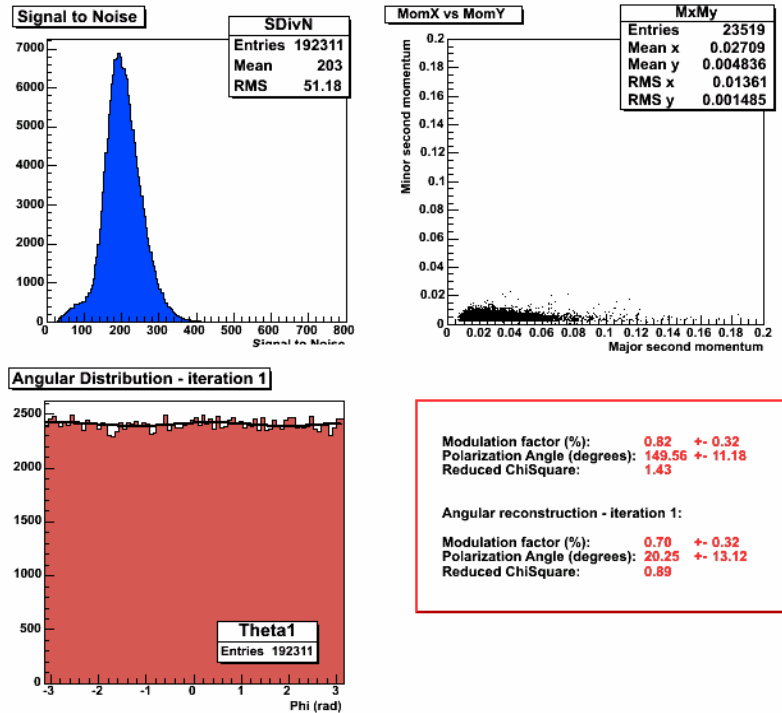 Signal to Noise
SDivN
Entries 192311
Mean 203
RMS 51.18
7000
6000
5000
4000
3000
2000
1000
0
0 100 200 300 400 500 600 700 800
Signal to Noise
MomX vs MomY
MxMy
Entries 23519
Mean x 0.02709
Mean y 0.004836
RMS x 0.01361
RMS y 0.001485
Minor second momentum
0.2
0.18
0.16
0.14
0.12
0.1
0.08
0.06
0.04
0.02
0
0 0.02 0.04 0.06 0.08 0.1 0.12 0.14 0.16 0.18 0.2
Major second momentum
Angular Distribution - iteration 1
2500
2000
1500
1000
500
0
Theta1
Entries 192311
-3 -2 -1 0 1 2 3
Phi (rad)
Modulation factor (%): 0.82 +- 0.32
Polarization Angle (degrees): 149.56 +- 11.18
Reduced ChiSquare: 1.43
Angular reconstruction - iteration 1:
Modulation factor (%): 0.70 +- 0.32
Polarization Angle (degrees): 20.25 +- 13.12
Reduced ChiSquare: 0.89